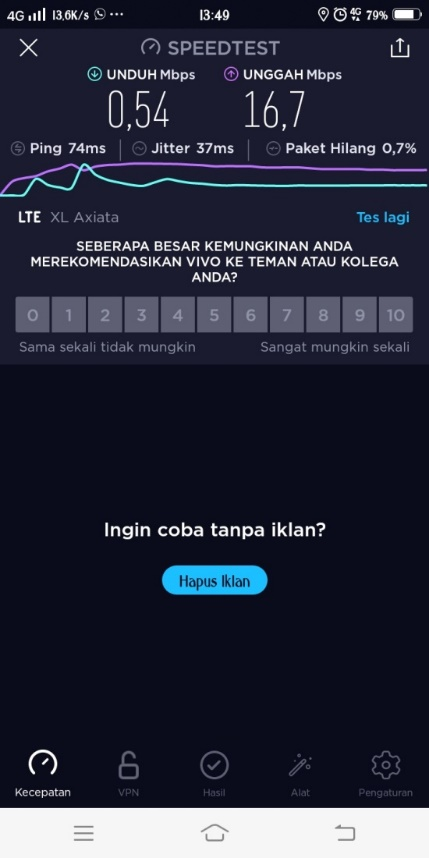 4G 13,6K/s ... 13:49 4G 79%
SPEEDTEST
UNDUH Mbps UNGGAH Mbps
0,54 16,7
Ping 74ms Jitter 37ms Paket Hilang 0,7%
LTE XL Axiata Tes lagi
SEBERAPA BESAR KEMUNGKINAN ANDA
MEREKOMENDASIKAN VIVO KE TEMAN ATAU KOLEGA
ANDA?
0 1 2 3 4 5 6 7 8 9 10
Sama sekali tidak mungkin Sangat mungkin sekali
Ingin coba tanpa iklan?
Hapus Iklan
Kecepatan VPN Hasil Alat Pengaturan